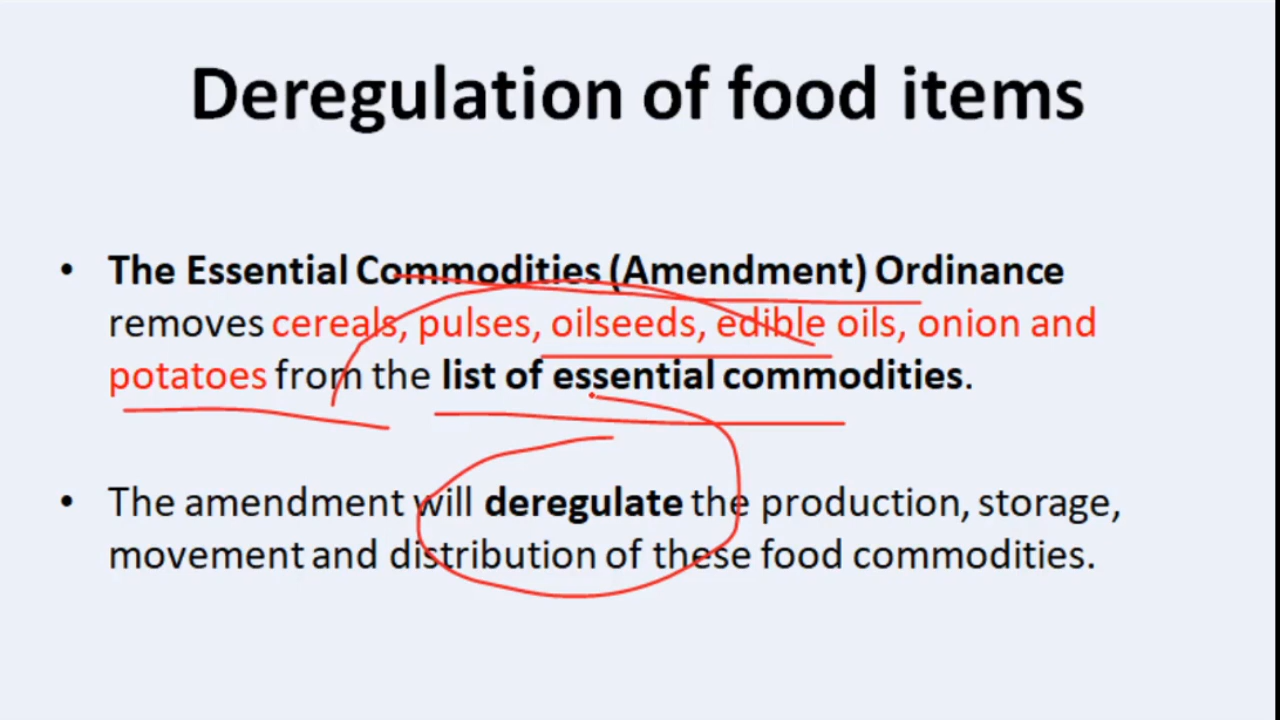 Deregulation of food items
• The Essential Commodities (Amendment) Ordinance
removes cereals, pulses, oilseeds, edible oils, onion and
potatoes from the list of essential commodities.
• The amendment will deregulate the production, storage,
movement and distribution of these food commodities.